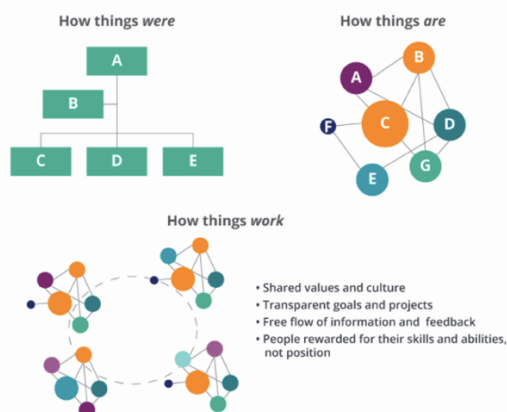 How things were
A
B
C D E
How things are
B
A
C
F
D
E
G
How things work
• Shared values and culture
• Transparent goals and projects
• Free flow of information and feedback
• People rewarded for their skills and abilities,
not position